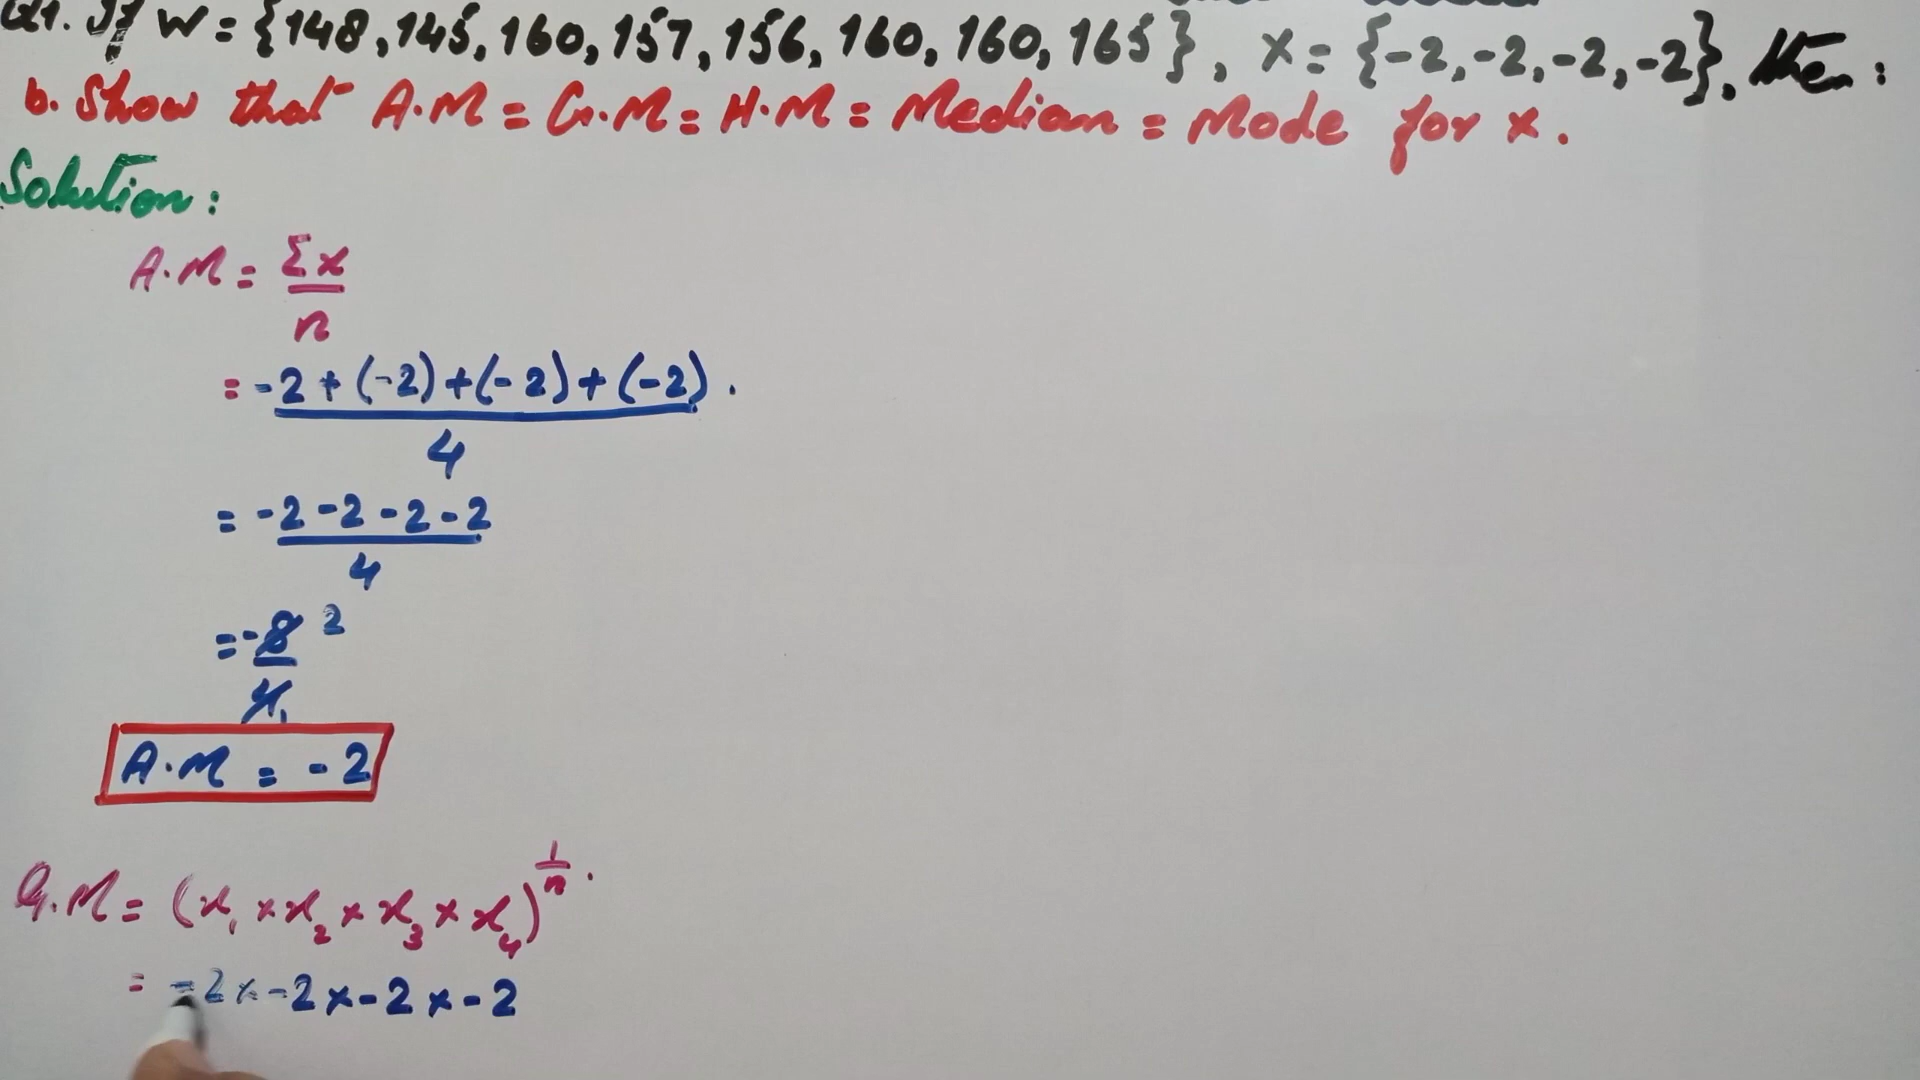 Q1. If W = {148, 145, 160, 157, 156, 160, 160, 165}, X = {-2, -2, -2, -2}, then:
b. Show that A.M = G.M = H.M = Median = Mode for x.
Solution:
A.M = Σx
n
= -2 + (-2) + (-2) + (-2).
4
= -2 -2 -2 -2
4
= -8 2
4 1
A.M = -2
G.M = (x₁ × x₂ × x₃ × x₄)^1/n.
= -2 x -2 x -2 x -2